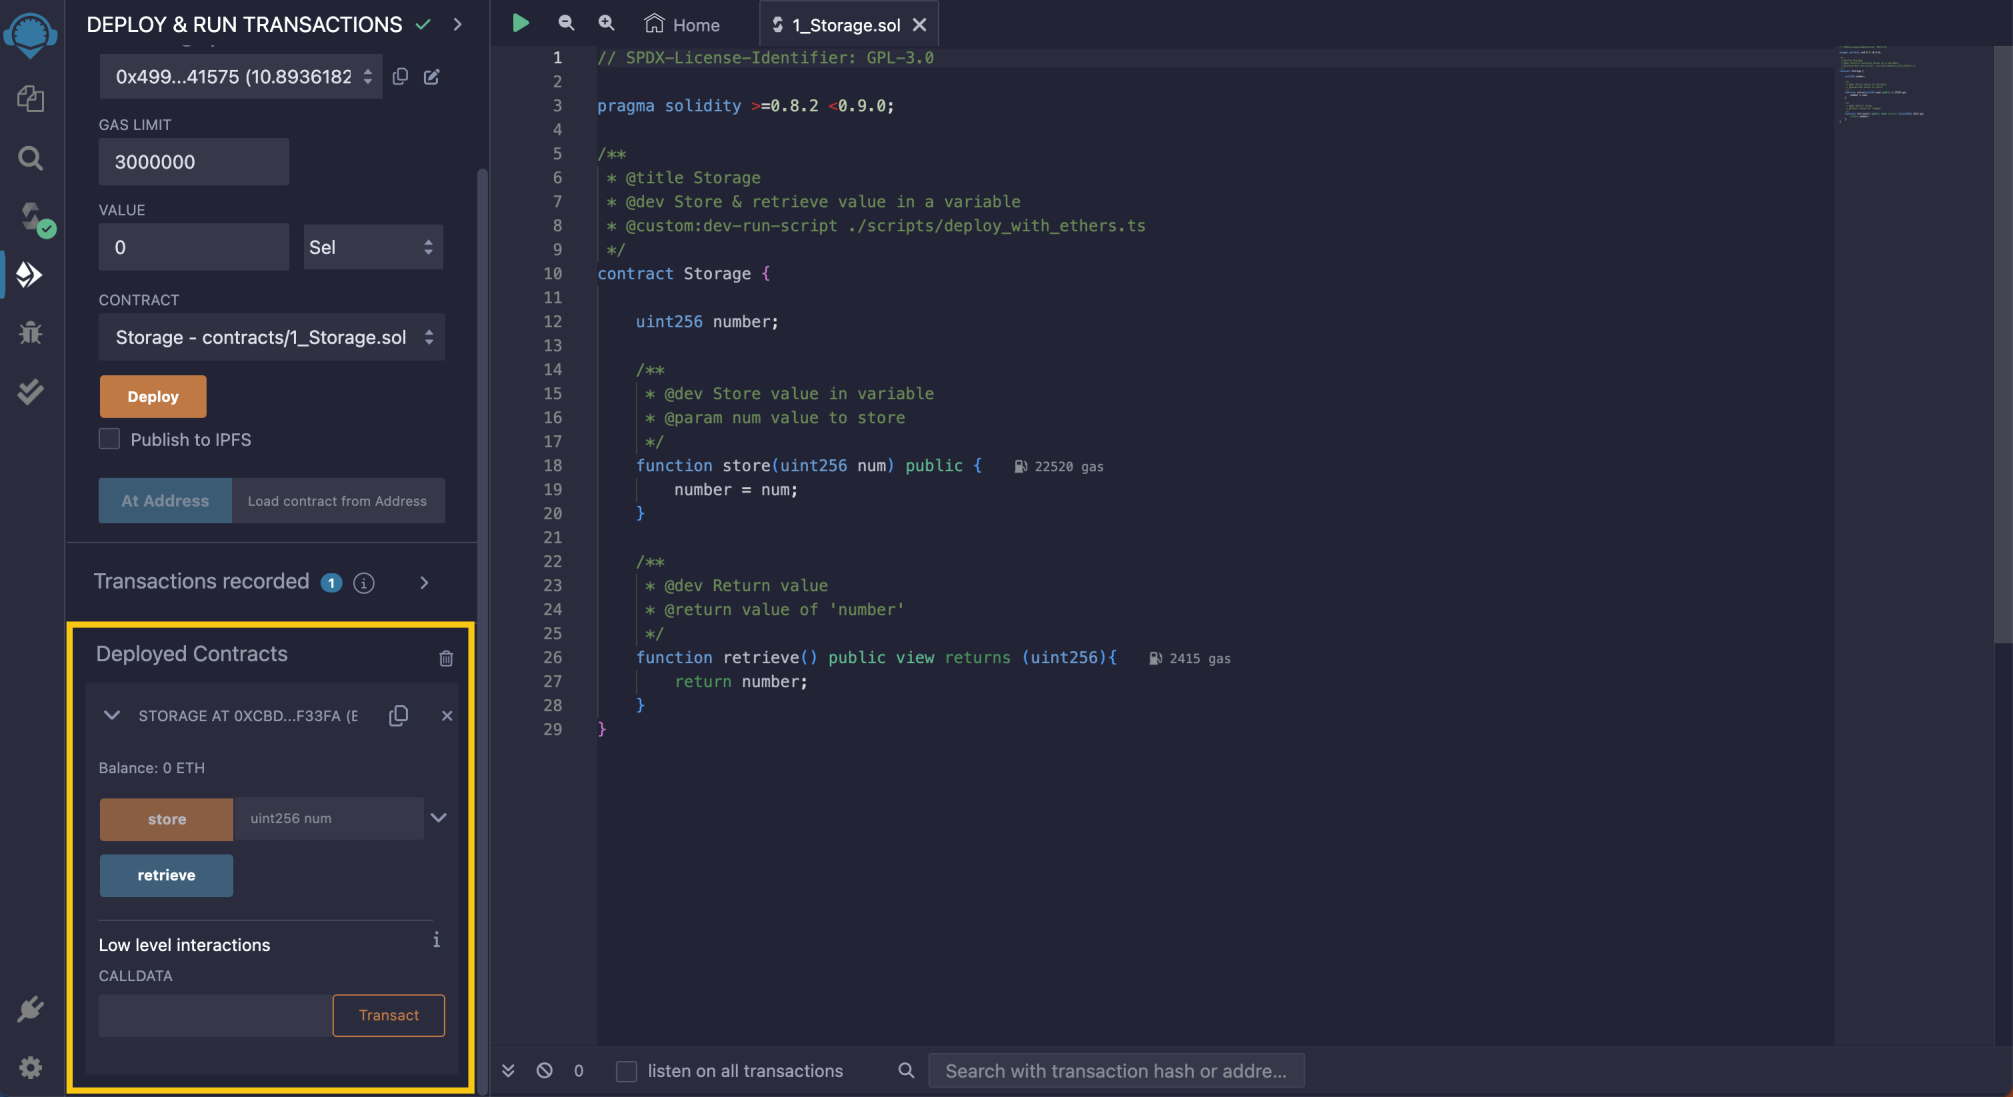 DEPLOY & RUN TRANSACTIONS
0x499...41575 (10.8936182
GAS LIMIT
3000000
VALUE
0
Sel
CONTRACT
Storage - contracts/1_Storage.sol
Deploy
Publish to IPFS
At Address
Load contract from Address
Transactions recorded 1 i
Deployed Contracts
STORAGE AT 0XCBD...F33FA (
Balance: 0 ETH
store
uint256 num
retrieve
Low level interactions
i
CALLDATA
Transact
Home
1_Storage.sol
1 // SPDX-License-Identifier: GPL-3.0
2
3 pragma solidity >=0.8.2 <0.9.0;
4
5 /**
6  * @title Storage
7  * @dev Store & retrieve value in a variable
8  * @custom:dev-run-script ./scripts/deploy_with_ethers.ts
9  */
10 contract Storage {
11
12     uint256 number;
13
14     /**
15      * @dev Store value in variable
16      * @param num value to store
17      */
18     function store(uint256 num) public { 22520 gas
19         number = num;
20     }
21
22     /**
23      * @dev Return value
24      * @return value of 'number'
25      */
26     function retrieve() public view returns (uint256){ 2415 gas
27         return number;
28     }
29 }
0
listen on all transactions
Search with transaction hash or addre...